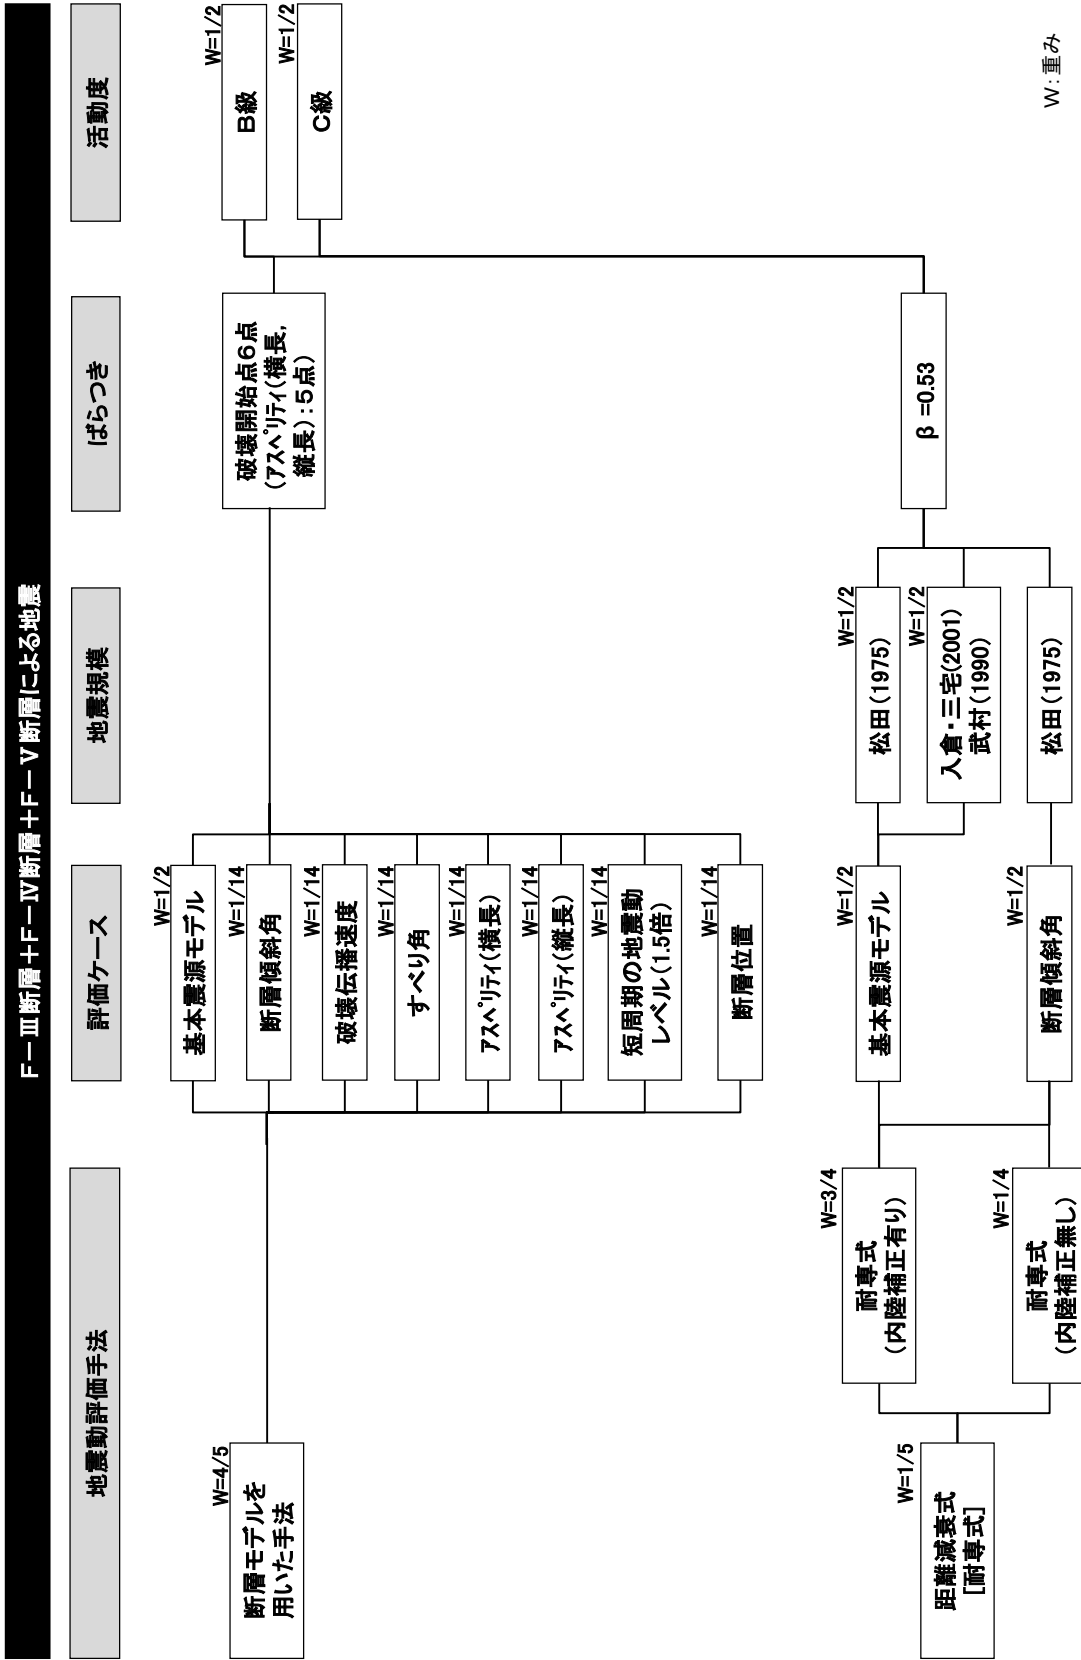 F－Ⅲ断層＋F－Ⅳ断層＋F－Ⅴ断層による地震
地震動評価手法
評価ケース
地震規模
ばらつき
活動度
W=4/5
断層モデルを
用いた手法
W=1/2
基本震源モデル
W=1/14
断層傾斜角
W=1/14
破壊伝播速度
W=1/14
すべり角
W=1/14
ｱｽﾍﾟﾘﾃｨ(横長)
W=1/14
ｱｽﾍﾟﾘﾃｨ(縦長)
W=1/14
短周期の地震動
レベル(1.5倍)
W=1/14
断層位置
破壊開始点6点
(ｱｽﾍﾟﾘﾃｨ(横長,
縦長):5点)
W=1/2
B級
W=1/2
C級
W=1/5
距離減衰式
[耐専式]
W=3/4
耐専式
(内陸補正有り)
W=1/4
耐専式
(内陸補正無し)
W=1/2
基本震源モデル
W=1/2
断層傾斜角
W=1/2
松田(1975)
W=1/2
入倉・三宅(2001)
武村(1990)
松田(1975)
β =0.53
W:重み